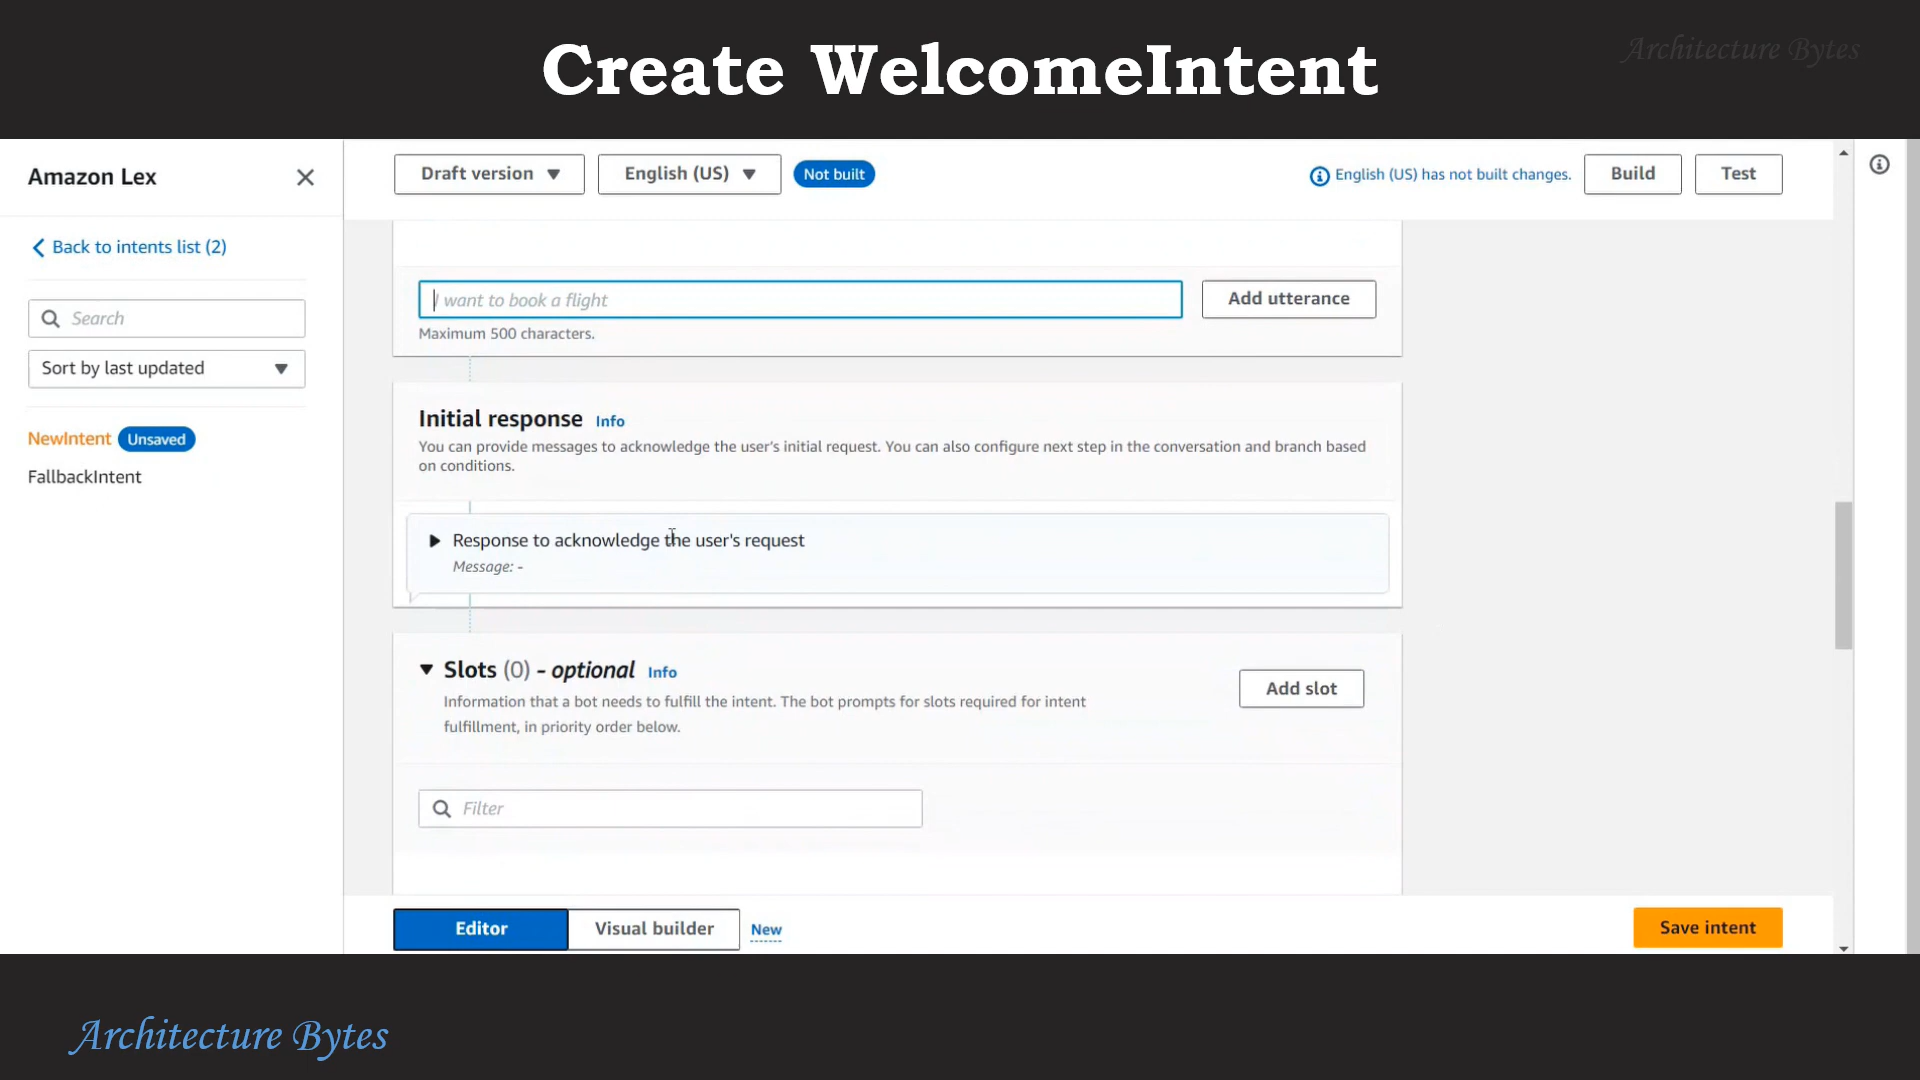 Create WelcomeIntent
Architecture Bytes
Amazon Lex
Draft version
English (US)
Not built
English (US) has not built changes.
Build
Test
Back to intents list (2)
Search
Sort by last updated
NewIntent
Unsaved
FallbackIntent
I want to book a flight
Add utterance
Maximum 500 characters.
Initial response Info
You can provide messages to acknowledge the user's initial request. You can also configure next step in the conversation and branch based
on conditions.
Response to acknowledge the user's request
Message: -
Slots (0) - optional Info
Information that a bot needs to fulfill the intent. The bot prompts for slots required for intent
fulfillment, in priority order below.
Add slot
Filter
Editor
Visual builder
New
Save intent
Architecture Bytes